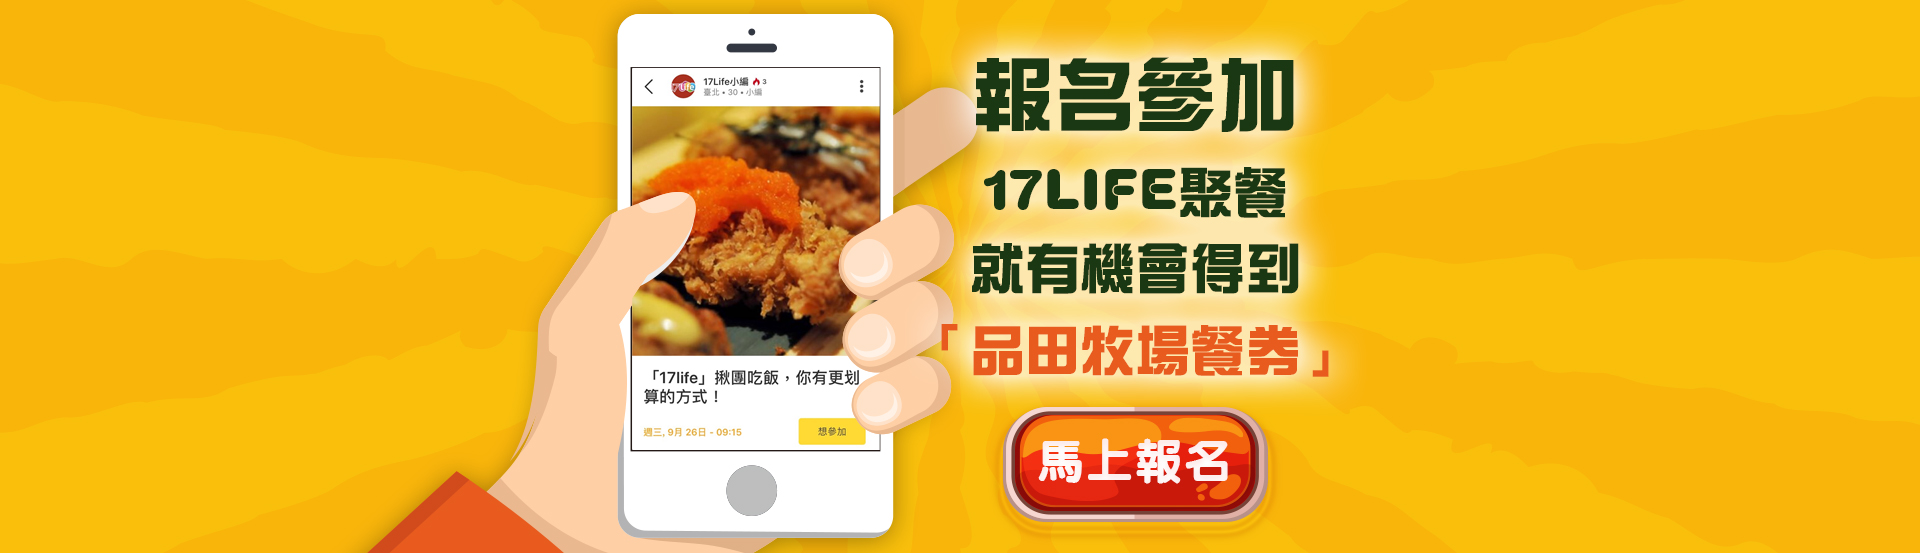 17Life小編 3
臺北 • 30 • 小編
17Life
「17life」揪團吃飯，你有更划
算的方式！
週三, 9月 26日 - 09:15
想參加
報名參加
17LIFE聚餐
就有機會得到
「品田牧場餐券」
馬上報名